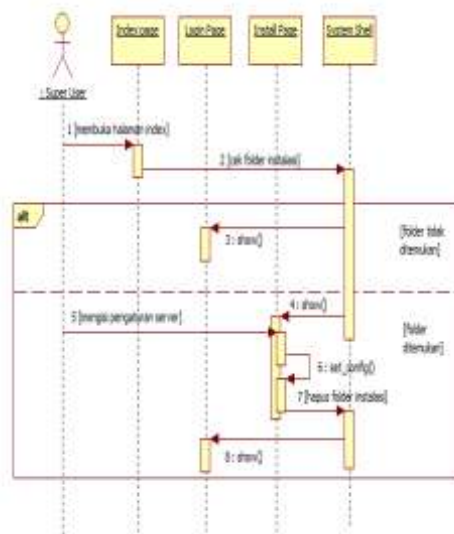 Index page
Login Page
Install Page
System Shell
: Super User
1 [membuka halaman index]
2 [cek folder instalasi]
alt
3 : show()
[folder tidak
ditemukan]
4 : show()
5 [mengisi pengaturan server]
[folder
ditemukan]
6 : set_config()
7 [hapus folder instalasi]
8 : show()